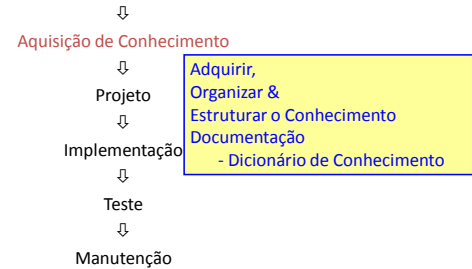 ⇩
Aquisição de Conhecimento
⇩
Projeto
⇩
Implementação
⇩
Teste
⇩
Manutenção
Adquirir,
Organizar &
Estruturar o Conhecimento
Documentação
- Dicionário de Conhecimento